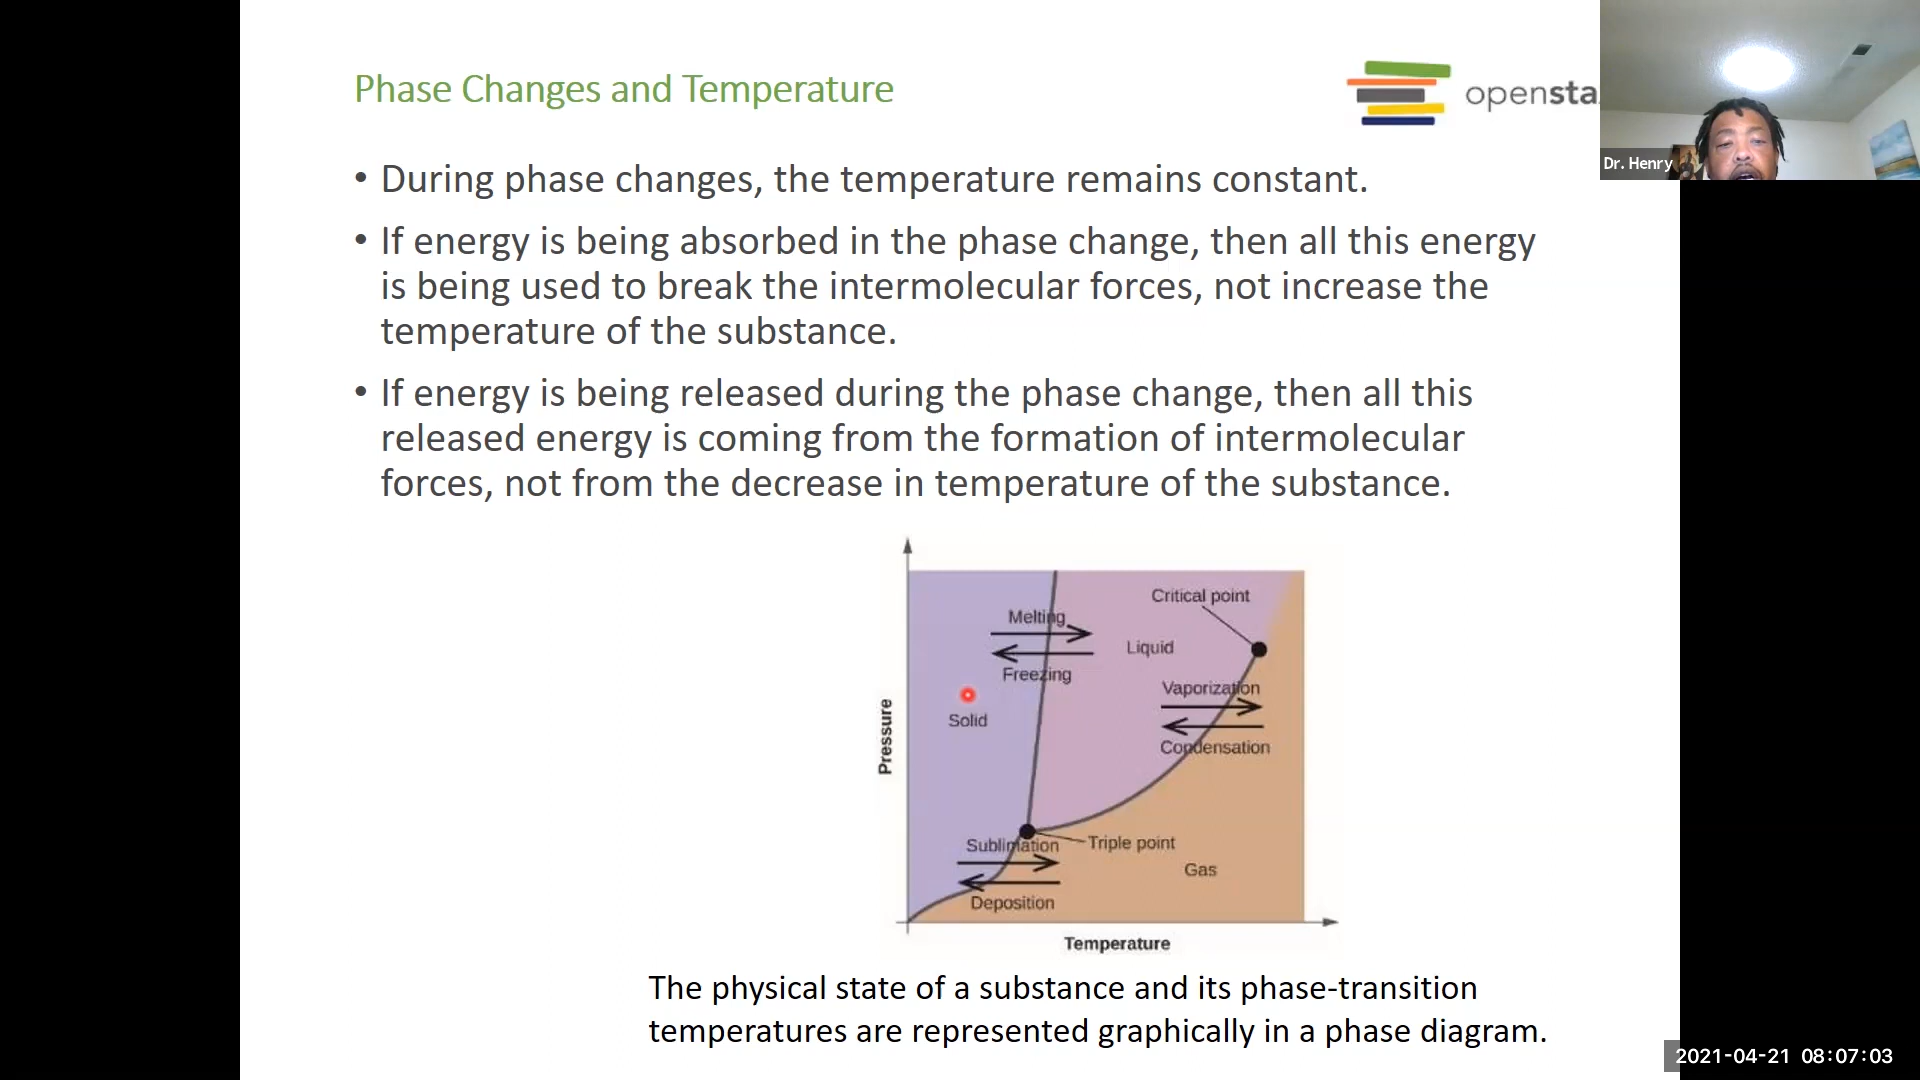 Phase Changes and Temperature
opensta
Dr. Henry
• During phase changes, the temperature remains constant.
• If energy is being absorbed in the phase change, then all this energy
is being used to break the intermolecular forces, not increase the
temperature of the substance.
• If energy is being released during the phase change, then all this
released energy is coming from the formation of intermolecular
forces, not from the decrease in temperature of the substance.
Critical point
Melting
Liquid
Freezing
Vaporization
Solid
Condensation
Pressure
Sublimation
Triple point
Gas
Deposition
Temperature
The physical state of a substance and its phase-transition
temperatures are represented graphically in a phase diagram.
2021-04-21 08:07:03